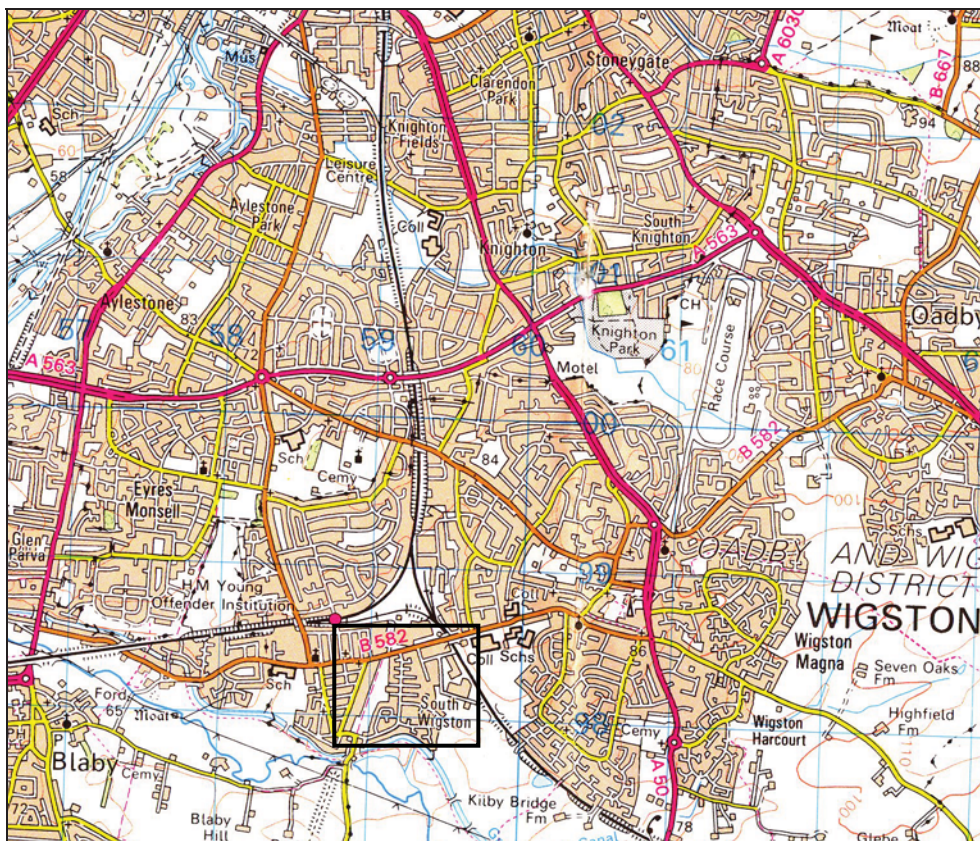 Mus
Stoneygate
A 6030
Moat
B 667
88
Clarendon
Park
Sch
02
94
60
Knighton
Fields
58
Leisure
Centre
Aylestone
Park
Coll
South
Knighton
Knighton
A 563
01
CH
Aylestone
83
57
58
59
60
Knighton
Park
61
80
Race Course
Oadby
A 563
Motel
00
B 582
84
Sch
Cemy
100
Eyres
Monsell
Glen
Parva
Schs
OADBY AND WIG
DISTRICT
WIGSTON
H M Young
Offender Institution
99
Coll
B 582
Coll
Schs
86
Wigston
Magna
Seven Oaks
Fm
Sch
Ford
65
Moat
South
Wigston
A 50
98
Cemy
Wigston
Harcourt
Highfield
Fm
110
PH
P
Blaby
Cemy
72
Blaby
Hill
Kilby Bridge
Fm
78
100
Canal
Glebe